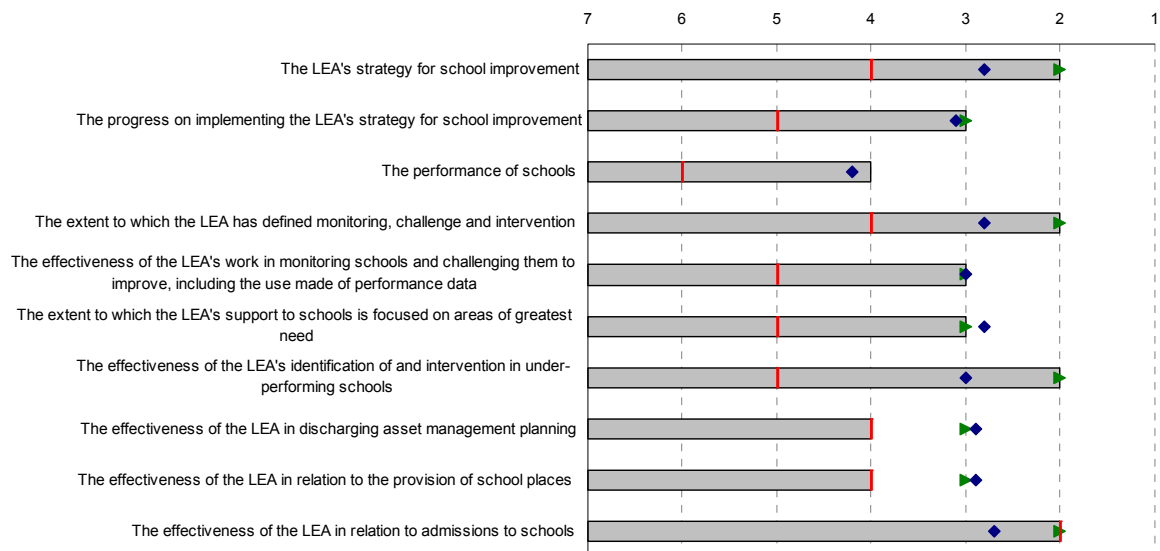 7 6 5 4 3 2 1
The LEA's strategy for school improvement
The progress on implementing the LEA's strategy for school improvement
The performance of schools
The extent to which the LEA has defined monitoring, challenge and intervention
The effectiveness of the LEA's work in monitoring schools and challenging them to
improve, including the use made of performance data
The extent to which the LEA's support to schools is focused on areas of greatest
need
The effectiveness of the LEA's identification of and intervention in under-
performing schools
The effectiveness of the LEA in discharging asset management planning
The effectiveness of the LEA in relation to the provision of school places
The effectiveness of the LEA in relation to admissions to schools